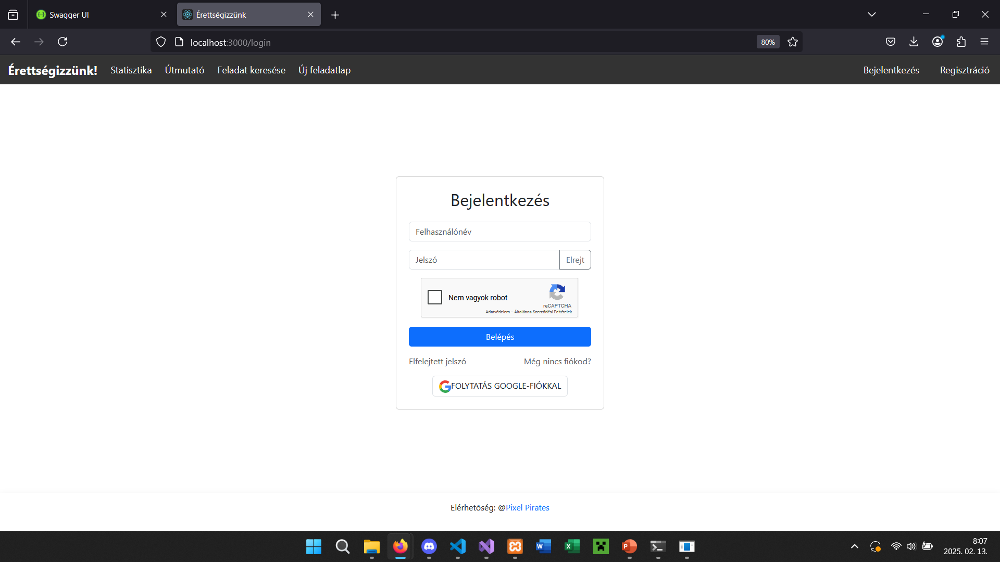 Swagger UI
Érettségizzünk
localhost:3000/login
80%
Érettségizzünk! Statisztika Útmutató Feladat keresése Új feladatlap Bejelentkezés Regisztráció
Bejelentkezés
Felhasználónév
Jelszó Elrejt
Nem vagyok robot
reCAPTCHA
Adatvédelem - Általános Szerződési Feltételek
Belépés
Elfelejtett jelszó Még nincs fiókod?
FOLYTATÁS GOOGLE-FIÓKKAL
Elérhetőség: @Pixel Pirates
8:07
2025. 02. 13.